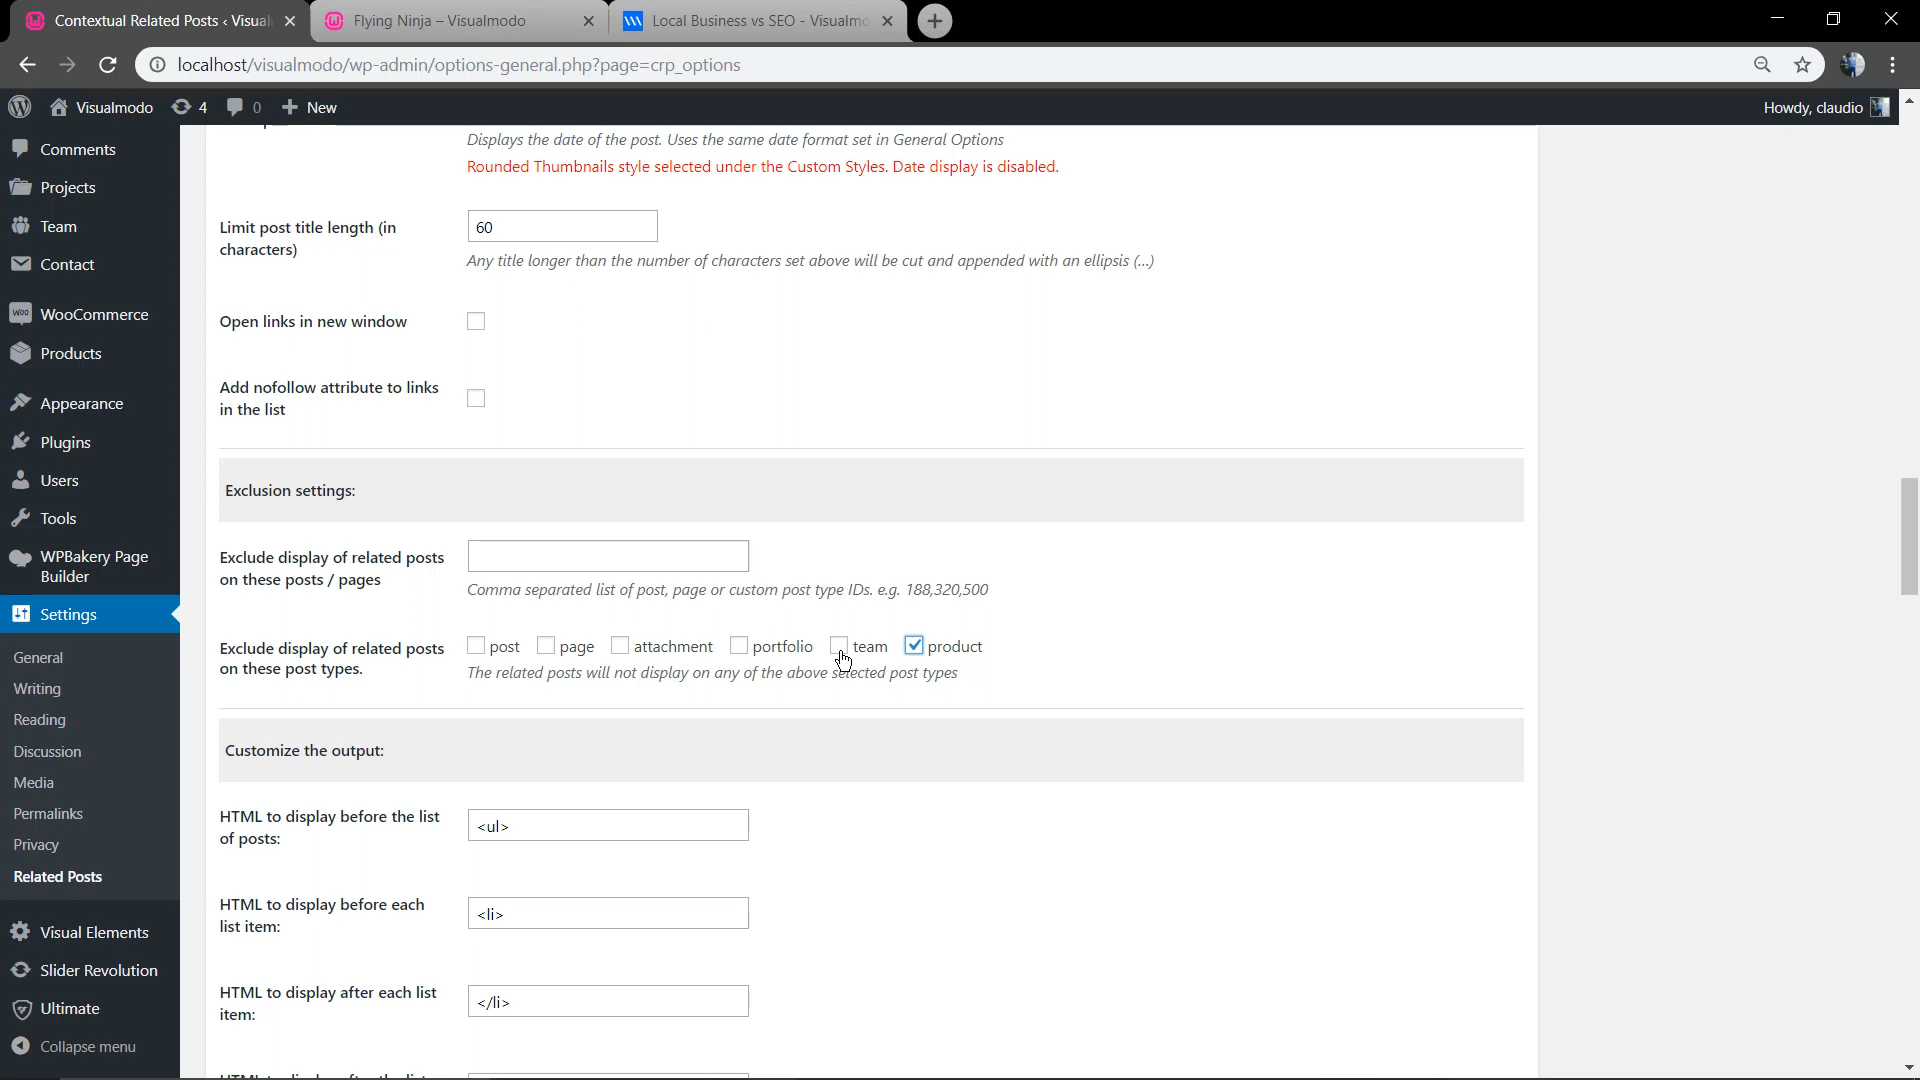 Contextual Related Posts ‹ Visual
Flying Ninja – Visualmodo
Local Business vs SEO - Visualmo
localhost/visualmodo/wp-admin/options-general.php?page=crp_options
Visualmodo
4
0
New
Howdy, claudio
Comments
Projects
Team
Contact
Woo
WooCommerce
Products
Appearance
Plugins
Users
Tools
WPBakery Page
Builder
Settings
General
Writing
Reading
Discussion
Media
Permalinks
Privacy
Related Posts
Visual Elements
Slider Revolution
Ultimate
Collapse menu
Displays the date of the post. Uses the same date format set in General Options
Rounded Thumbnails style selected under the Custom Styles. Date display is disabled.
Limit post title length (in
characters)
60
Any title longer than the number of characters set above will be cut and appended with an ellipsis (...)
Open links in new window
Add nofollow attribute to links
in the list
Exclusion settings:
Exclude display of related posts
on these posts / pages
Comma separated list of post, page or custom post type IDs. e.g. 188,320,500
Exclude display of related posts
on these post types.
post page attachment portfolio team product
The related posts will not display on any of the above selected post types
Customize the output:
HTML to display before the list
of posts:
<ul>
HTML to display before each
list item:
<li>
HTML to display after each list
item:
</li>